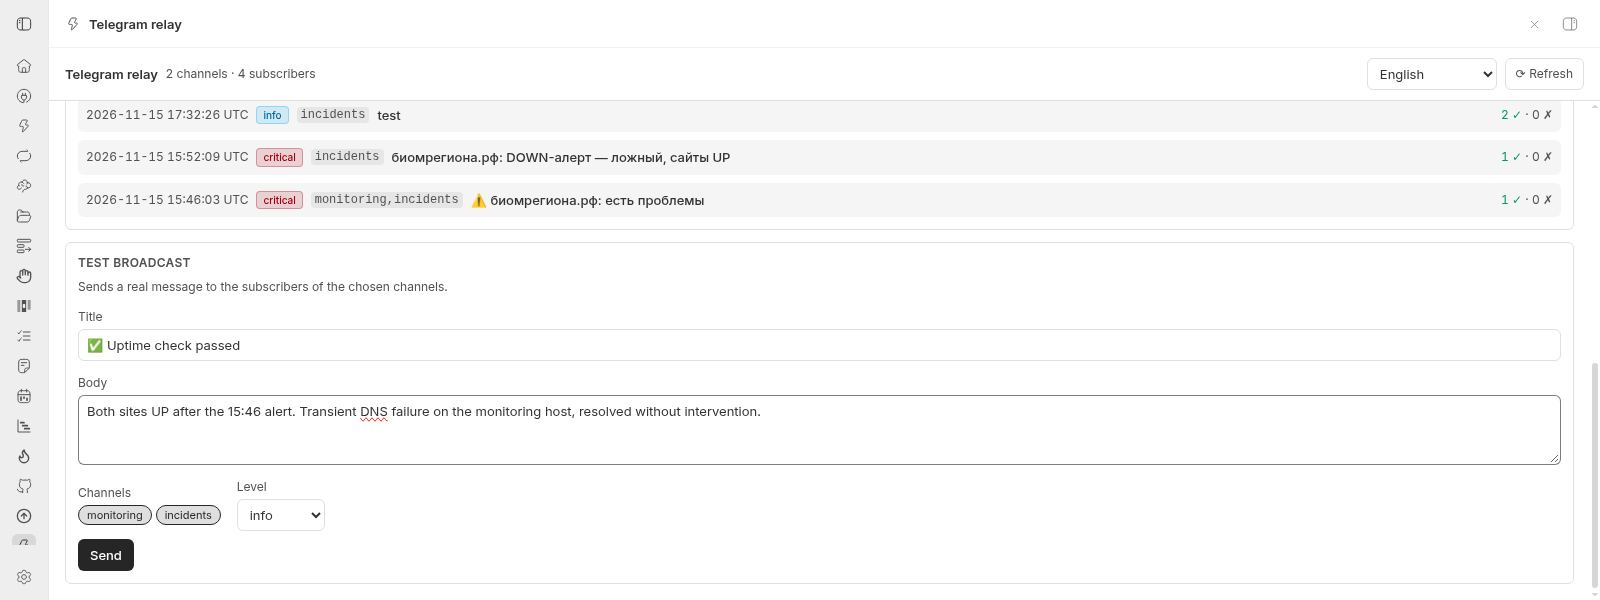 Telegram relay
Telegram relay 2 channels · 4 subscribers English ⟳ Refresh
2026-11-15 17:32:26 UTC info incidents test 2 ✓ · 0 ✗
2026-11-15 15:52:09 UTC critical incidents биомрегиона.рф: DOWN-алерт — ложный, сайты UP 1 ✓ · 0 ✗
2026-11-15 15:46:03 UTC critical monitoring,incidents ⚠️ биомрегиона.рф: есть проблемы 1 ✓ · 0 ✗
TEST BROADCAST
Sends a real message to the subscribers of the chosen channels.
Title
✅ Uptime check passed
Body
Both sites UP after the 15:46 alert. Transient DNS failure on the monitoring host, resolved without intervention.
Channels Level
monitoring incidents info
Send